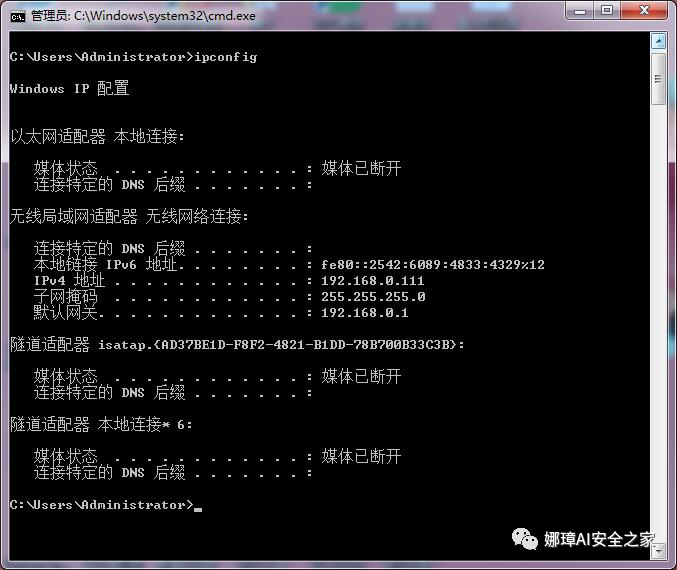 管理员: C:\Windows\system32\cmd.exe
C:\Users\Administrator>ipconfig
Windows IP 配置
以太网适配器 本地连接:
媒体状态 . . . . . . . . . . . . : 媒体已断开
连接特定的 DNS 后缀 . . . . . . . :
无线局域网适配器 无线网络连接:
连接特定的 DNS 后缀 . . . . . . . :
本地链接 IPv6 地址. . . . . . . . : fe80::2542:6089:4833:4329%12
IPv4 地址 . . . . . . . . . . . . : 192.168.0.111
子网掩码 . . . . . . . . . . . . : 255.255.255.0
默认网关. . . . . . . . . . . . . : 192.168.0.1
隧道适配器 isatap.{AD37BE1D-F8F2-4821-B1DD-78B700B33C3B}:
媒体状态 . . . . . . . . . . . . : 媒体已断开
连接特定的 DNS 后缀 . . . . . . . :
隧道适配器 本地连接* 6:
媒体状态 . . . . . . . . . . . . : 媒体已断开
连接特定的 DNS 后缀 . . . . . . . :
C:\Users\Administrator>_
娜璋AI安全之家